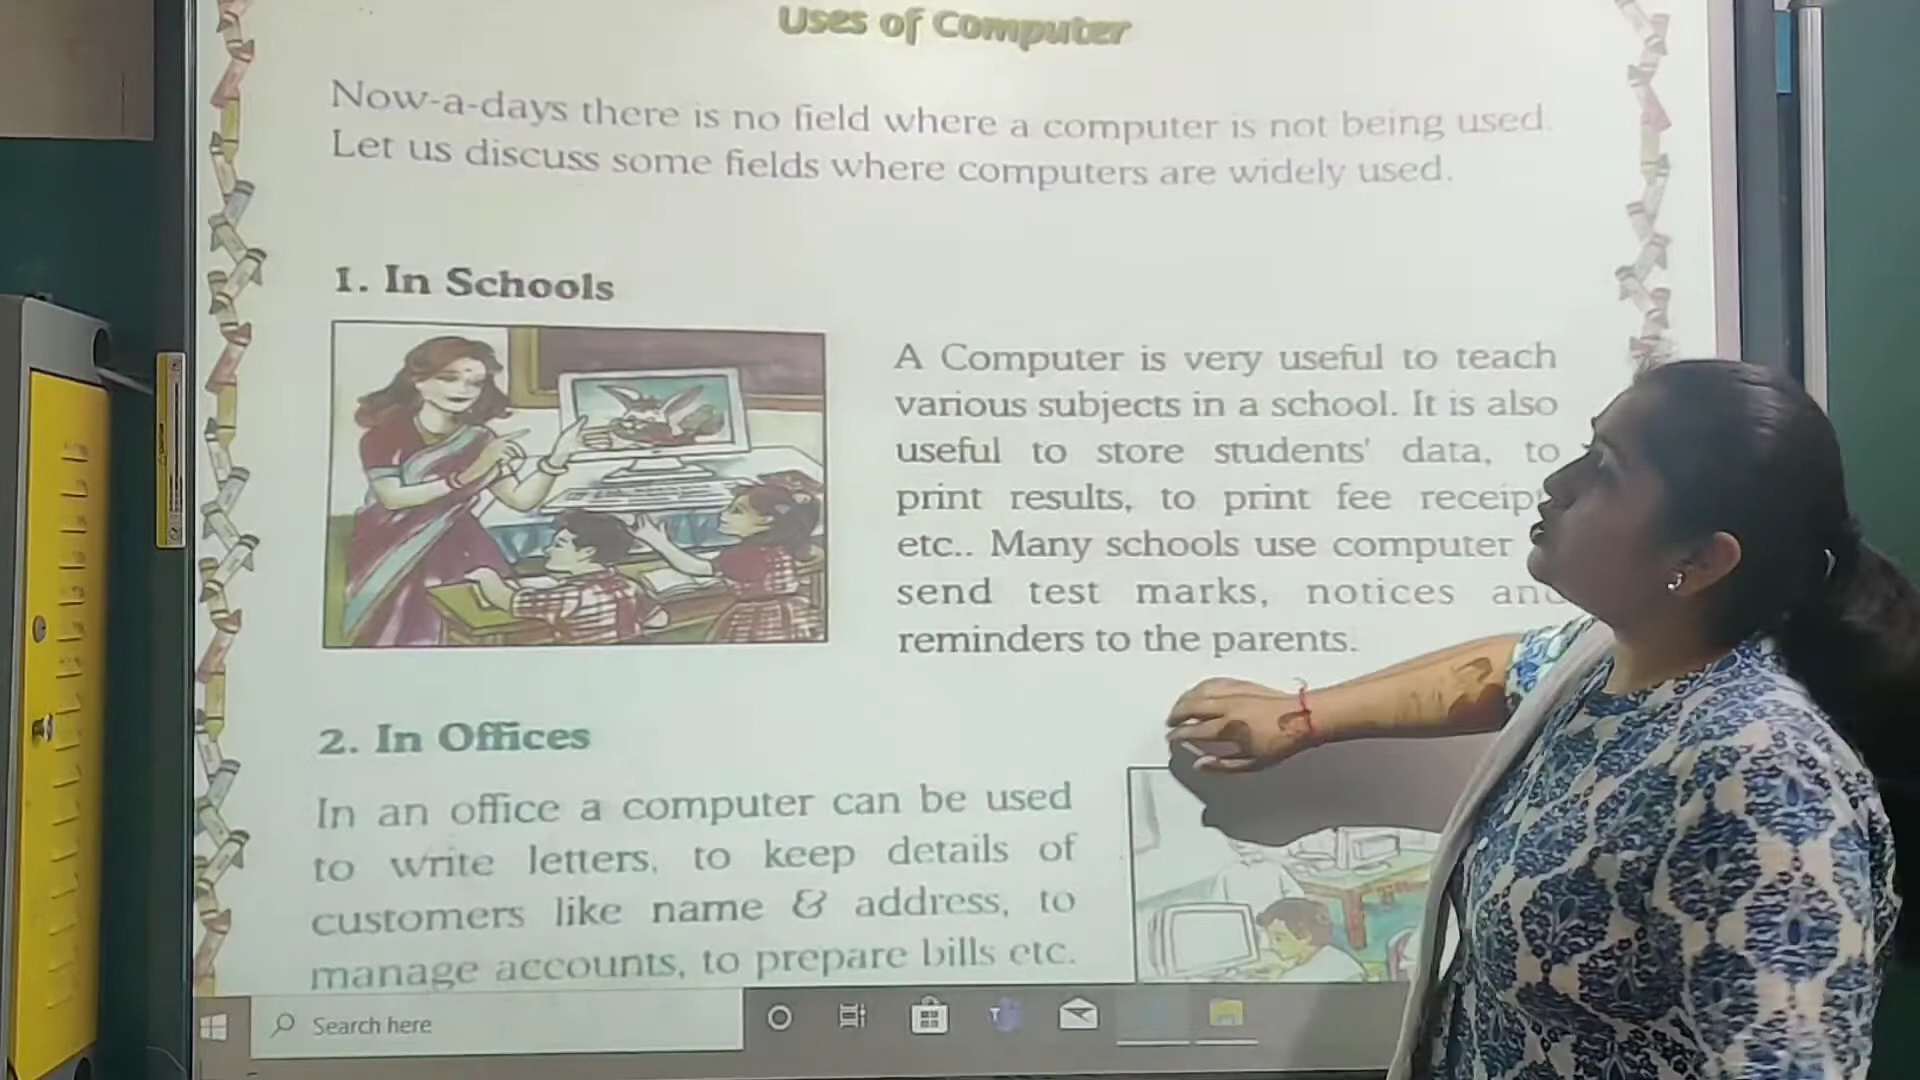 Uses of Computer
Now-a-days there is no field where a computer is not being used.
Let us discuss some fields where computers are widely used.
1. In Schools
A Computer is very useful to teach
various subjects in a school. It is also
useful to store students' data, to
print results, to print fee
etc.. Many schools use computer
send test marks, notices
reminders to the parents.
2. In Offices
In an office a computer can be used
to write letters, to keep details of
customers like name & address, to
manage accounts, to prepare bills etc.
Search here